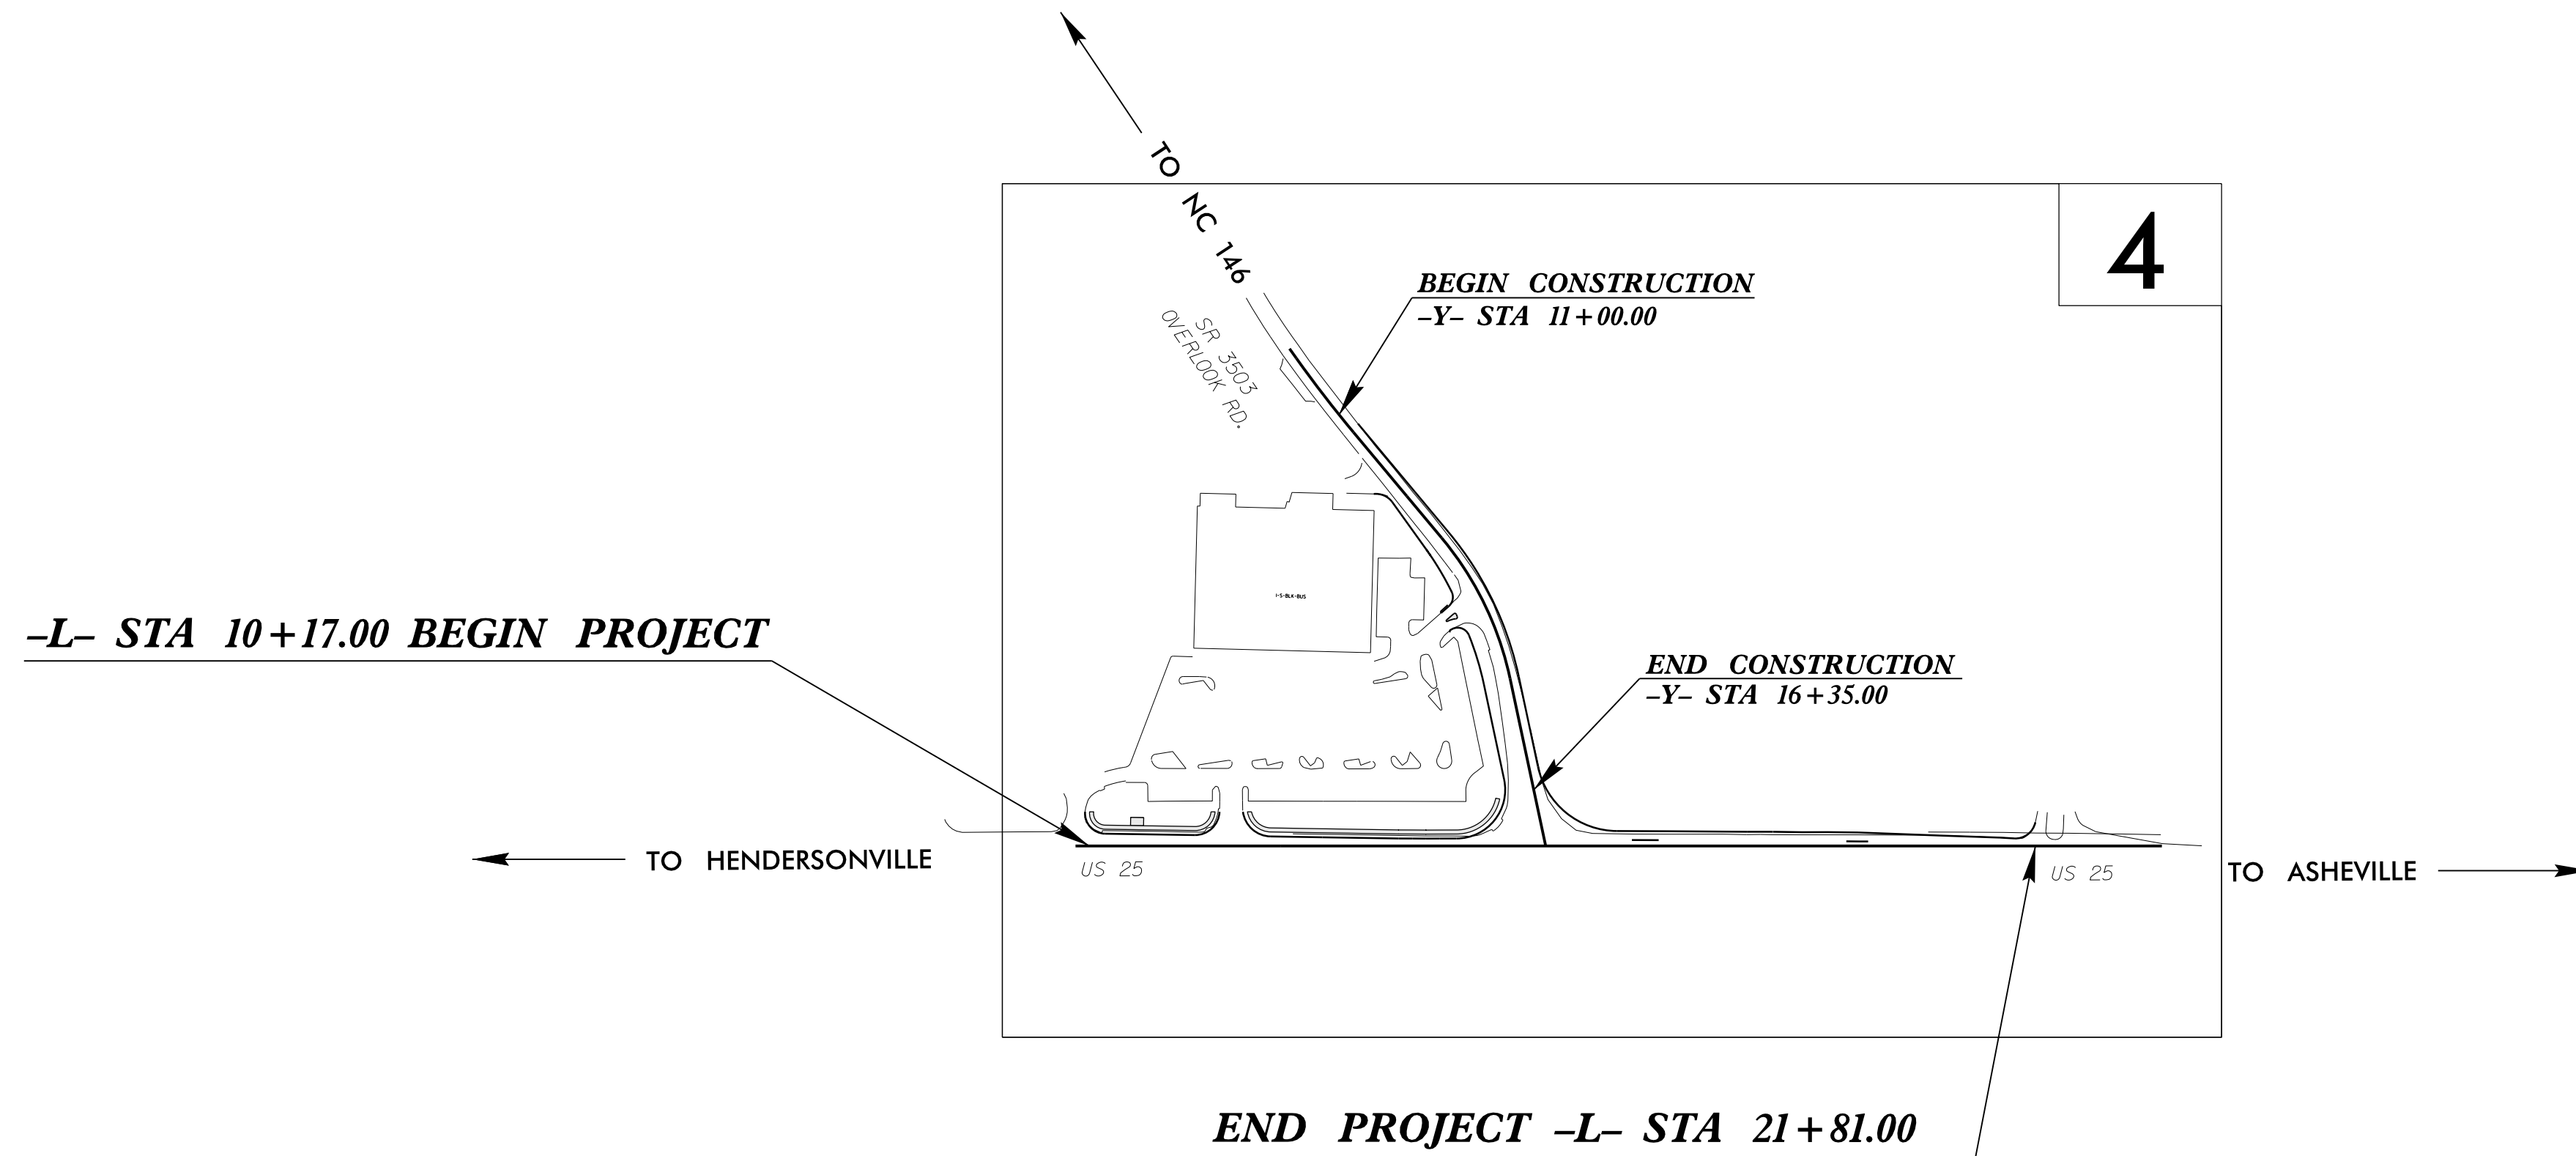 TO NC 146
4
BEGIN CONSTRUCTION
–Y– STA 11+00.00
SR 3503
OVERLOOK RD.
I-S-BLK-BUS
–L– STA 10+17.00 BEGIN PROJECT
END CONSTRUCTION
–Y– STA 16+35.00
TO HENDERSONVILLE
US 25
US 25
TO ASHEVILLE
END PROJECT –L– STA 21+81.00